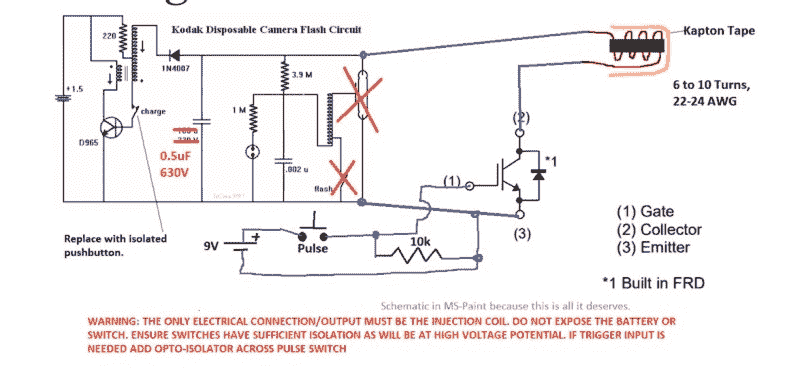 Kodak Disposable Camera Flash Circuit
220
1N4007
+1.5
3.9 M
1 M
charge
D965
0.5uF
630V
.002 u
flash
Kapton Tape
6 to 10 Turns,
22-24 AWG
(2)
*1
(1)
(3)
Replace with isolated
pushbutton.
9V
+
Pulse
10k
(1) Gate
(2) Collector
(3) Emitter
*1 Built in FRD
Schematic in MS-Paint because this is all it deserves.
WARNING: THE ONLY ELECTRICAL CONNECTION/OUTPUT MUST BE THE INJECTION COIL. DO NOT EXPOSE THE BATTERY OR
SWITCH. ENSURE SWITCHES HAVE SUFFICIENT ISOLATION AS WILL BE AT HIGH VOLTAGE POTENTIAL. IF TRIGGER INPUT IS
NEEDED ADD OPTO-ISOLATOR ACROSS PULSE SWITCH